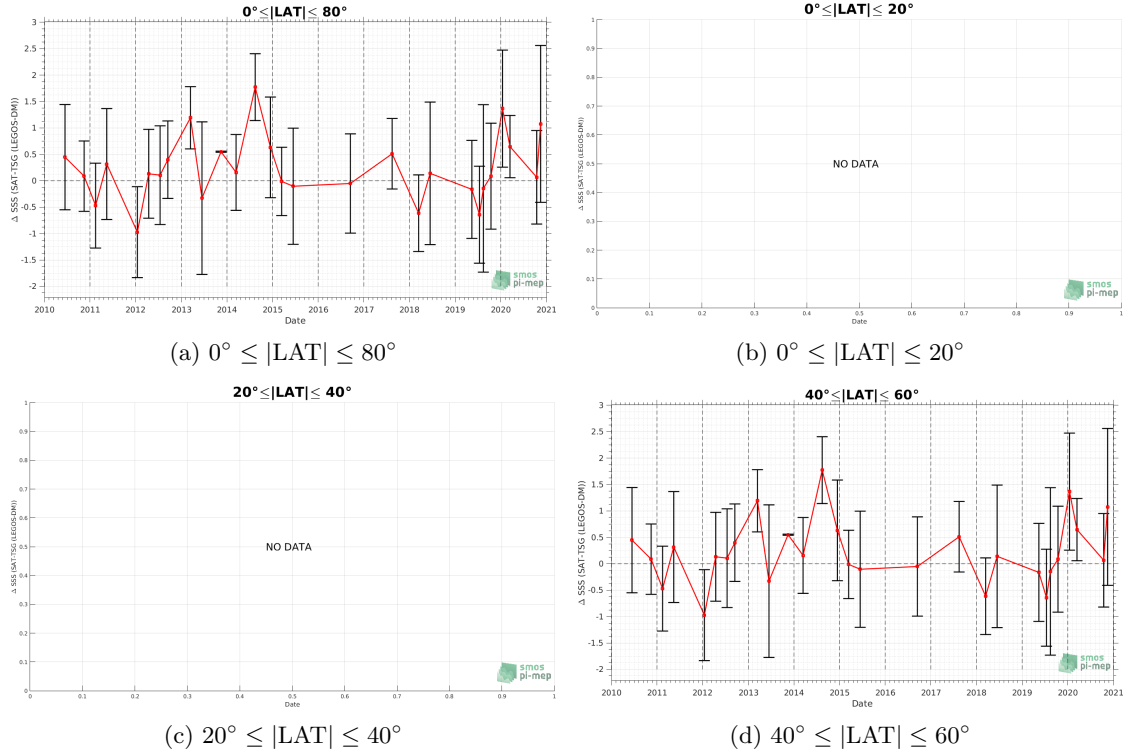 0°≤|LAT|≤ 80°
Δ SSS (SAT-TSG (LEGOS-DM))
3
2.5
2
1.5
1
0.5
0
-0.5
-1
-1.5
-2
2010 2011 2012 2013 2014 2015 2016 2017 2018 2019 2020 2021
Date
smos
pi-mep
(a) 0° ≤ |LAT| ≤ 80°
0°≤|LAT|≤ 20°
Δ SSS (SAT-TSG (LEGOS-DM))
1
0.9
0.8
0.7
0.6
0.5
0.4
0.3
0.2
0.1
0
NO DATA
0 0.1 0.2 0.3 0.4 0.5 0.6 0.7 0.8 0.9 1
Date
smos
pi-mep
(b) 0° ≤ |LAT| ≤ 20°
20°≤|LAT|≤ 40°
Δ SSS (SAT-TSG (LEGOS-DM))
1
0.9
0.8
0.7
0.6
0.5
0.4
0.3
0.2
0.1
0
NO DATA
0 0.1 0.2 0.3 0.4 0.5 0.6 0.7 0.8 0.9 1
Date
smos
pi-mep
(c) 20° ≤ |LAT| ≤ 40°
40°≤|LAT|≤ 60°
Δ SSS (SAT-TSG (LEGOS-DM))
3
2.5
2
1.5
1
0.5
0
-0.5
-1
-1.5
-2
2010 2011 2012 2013 2014 2015 2016 2017 2018 2019 2020 2021
Date
smos
pi-mep
(d) 40° ≤ |LAT| ≤ 60°